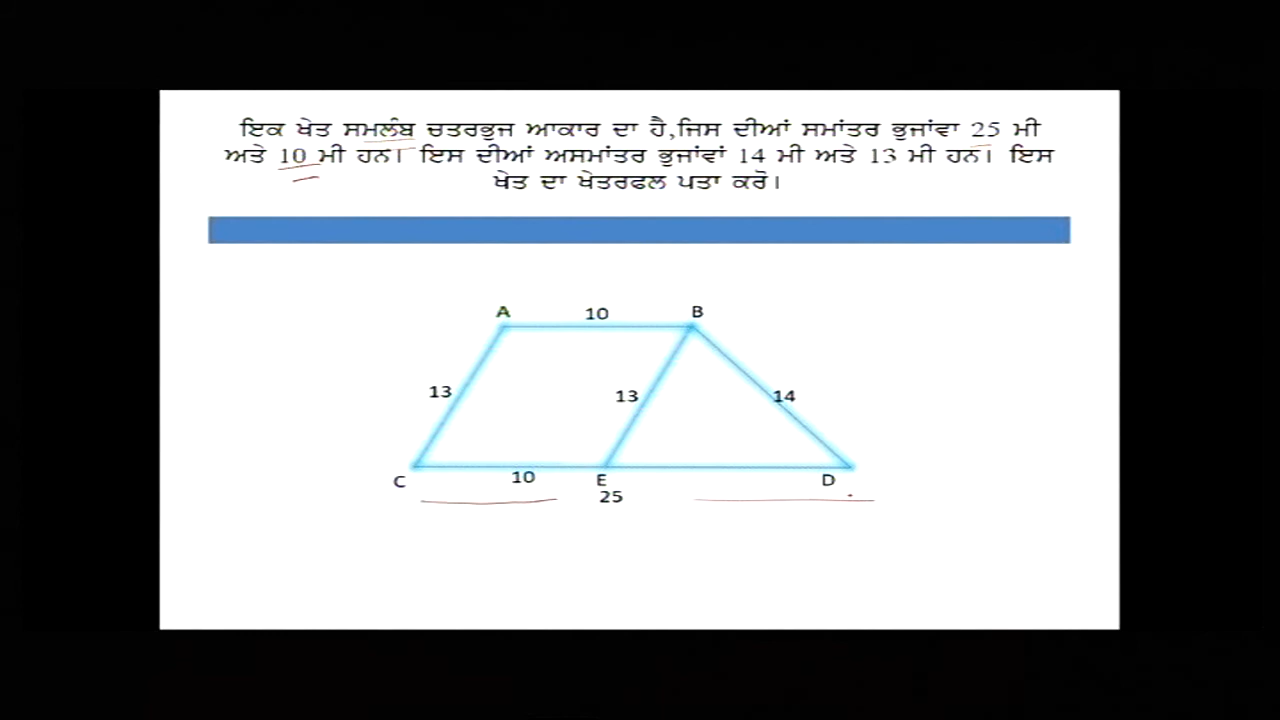 ਇਕ ਖੇਤ ਸਮਲੰਬ ਚਤਰਭੁਜ ਆਕਾਰ ਦਾ ਹੈ,ਜਿਸ ਦੀਆਂ ਸਮਾਂਤਰ ਭੁਜਾਂਵਾ 25 ਮੀ
ਅਤੇ 10 ਮੀ ਹਨ। ਇਸ ਦੀਆਂ ਅਸਮਾਂਤਰ ਭੁਜਾਂਵਾਂ 14 ਮੀ ਅਤੇ 13 ਮੀ ਹਨ। ਇਸ
ਖੇਤ ਦਾ ਖੇਤਰਫਲ ਪਤਾ ਕਰੋ।
A 10 B
13 13 14
C 10 E D
25